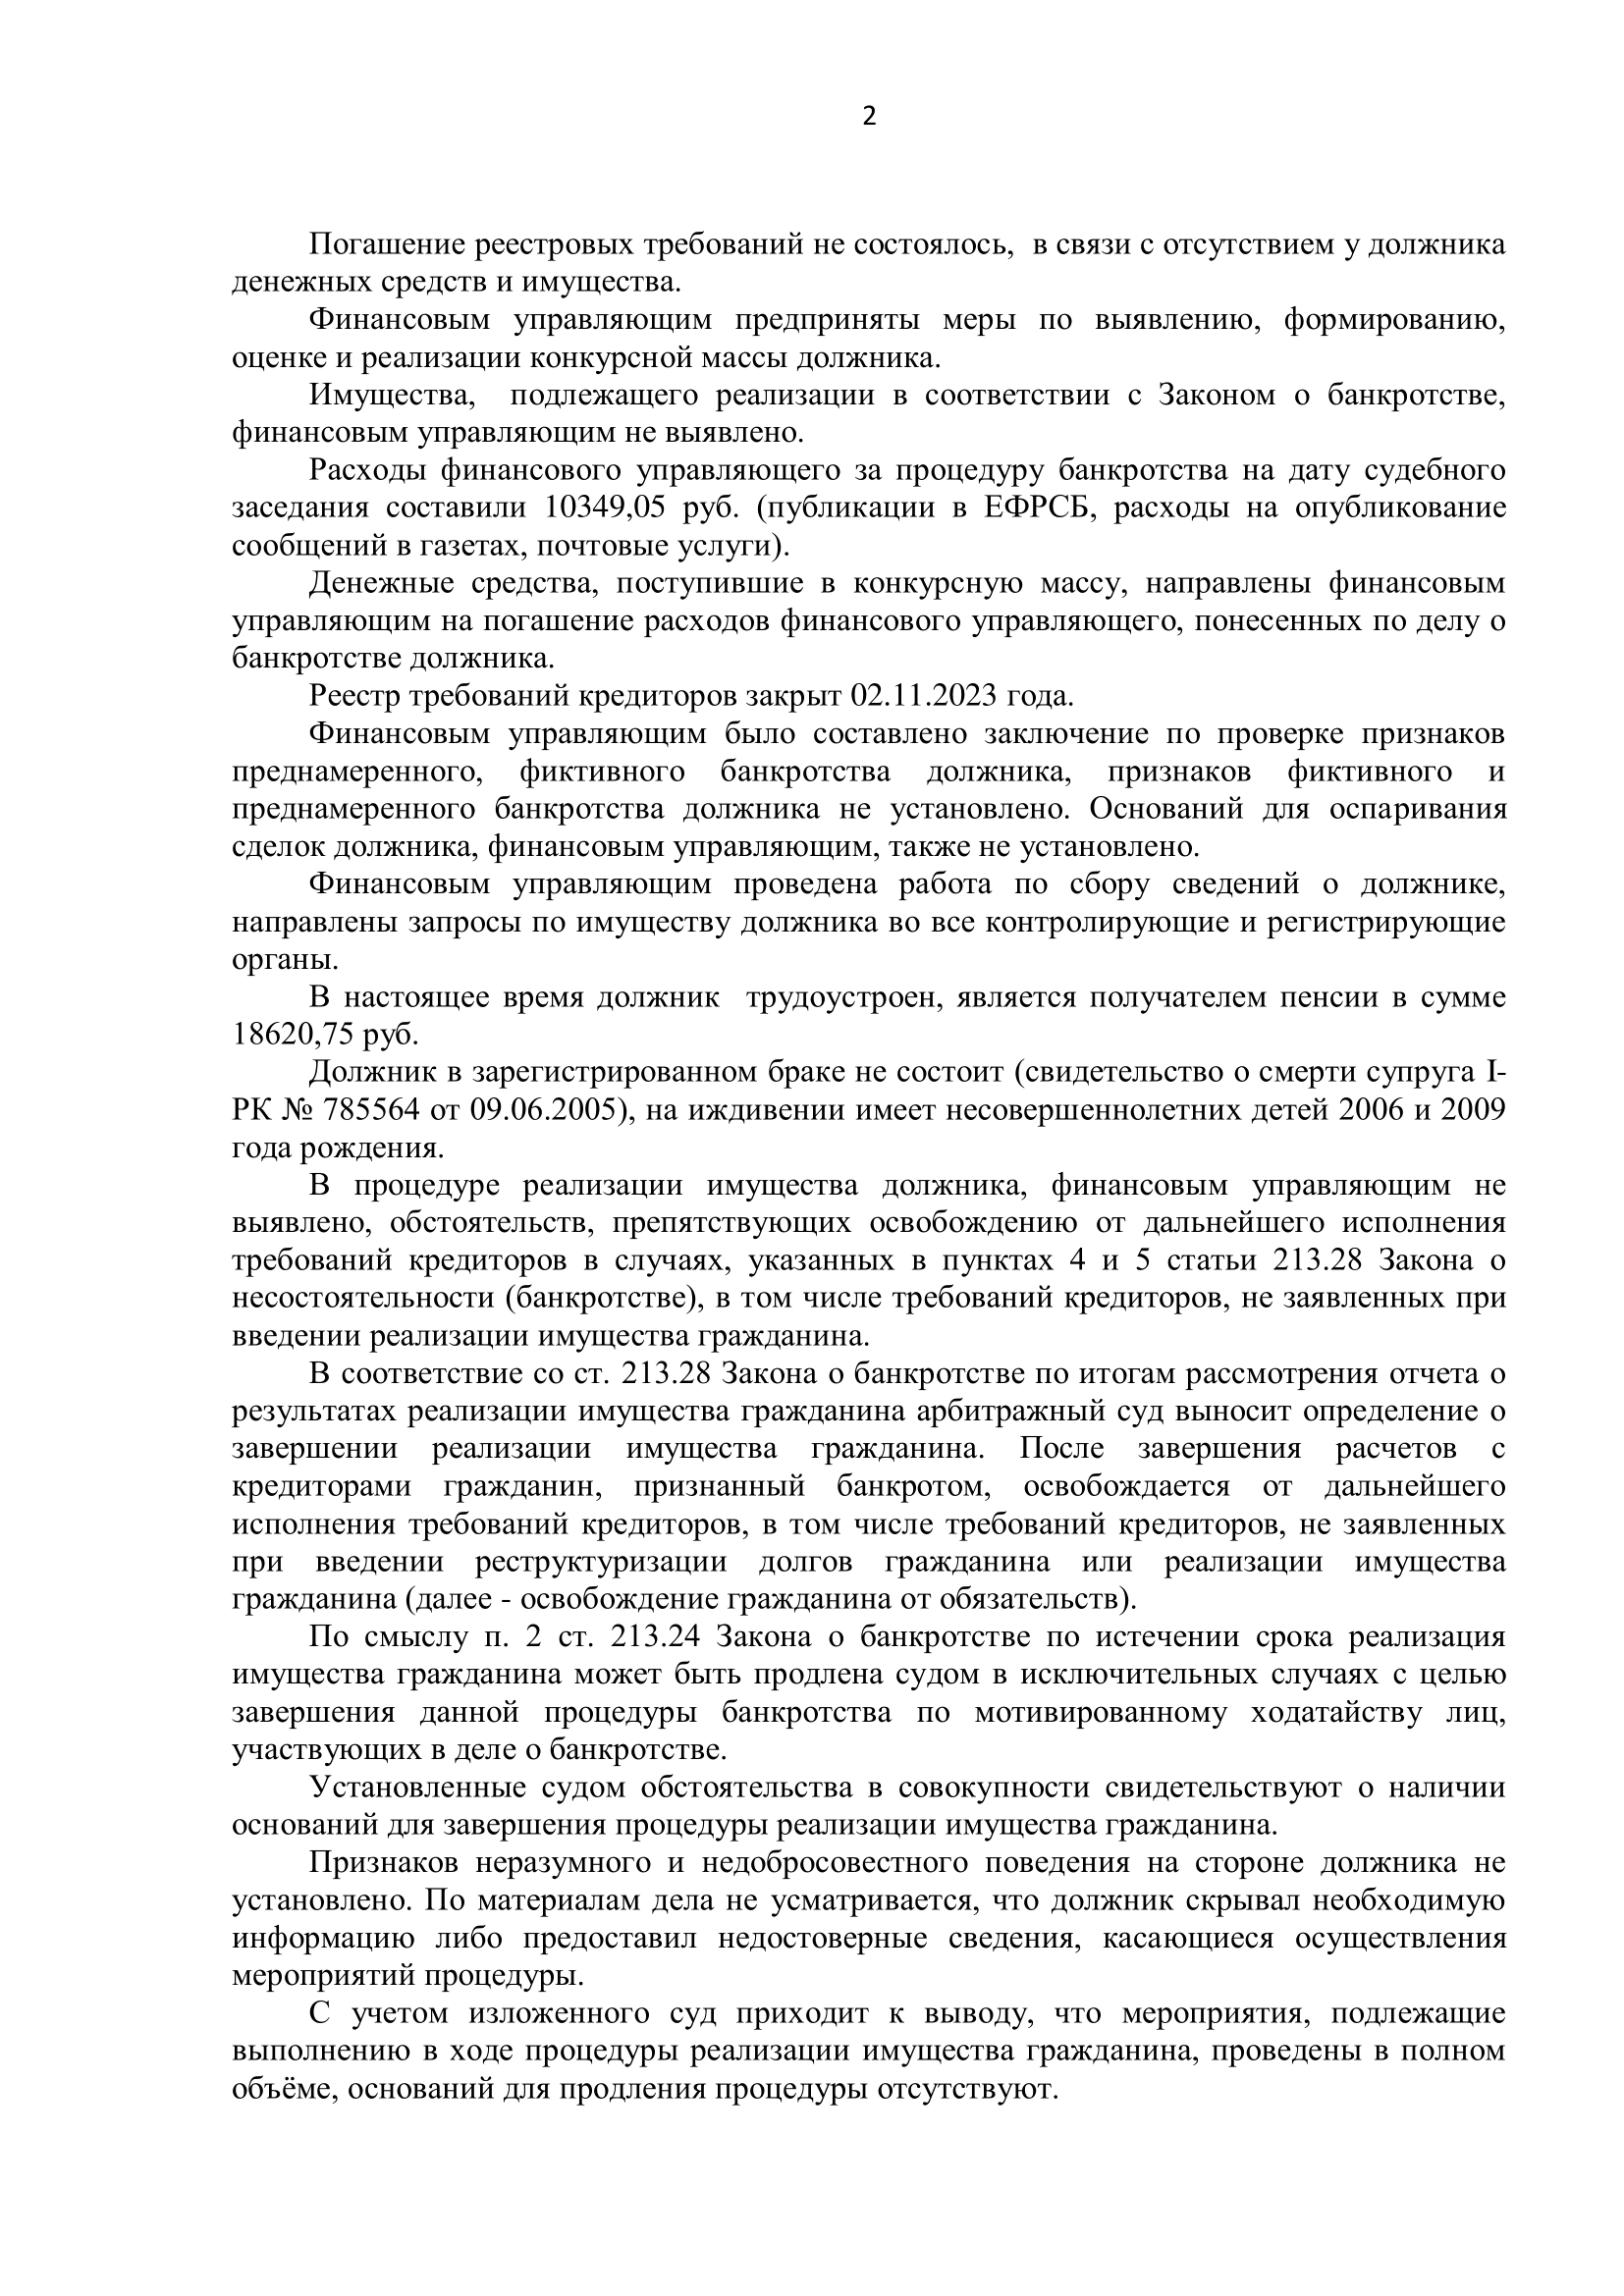 2
Погашение реестровых требований не состоялось,  в связи с отсутствием у должника
денежных средств и имущества.
Финансовым управляющим предприняты меры по выявлению, формированию,
оценке и реализации конкурсной массы должника.
Имущества,  подлежащего реализации в соответствии с Законом о банкротстве,
финансовым управляющим не выявлено.
Расходы финансового управляющего за процедуру банкротства на дату судебного
заседания составили 10349,05 руб. (публикации в ЕФРСБ, расходы на опубликование
сообщений в газетах, почтовые услуги).
Денежные средства, поступившие в конкурсную массу, направлены финансовым
управляющим на погашение расходов финансового управляющего, понесенных по делу о
банкротстве должника.
Реестр требований кредиторов закрыт 02.11.2023 года.
Финансовым управляющим было составлено заключение по проверке признаков
преднамеренного, фиктивного банкротства должника, признаков фиктивного и
преднамеренного банкротства должника не установлено. Оснований для оспаривания
сделок должника, финансовым управляющим, также не установлено.
Финансовым управляющим проведена работа по сбору сведений о должнике,
направлены запросы по имуществу должника во все контролирующие и регистрирующие
органы.
В настоящее время должник  трудоустроен, является получателем пенсии в сумме
18620,75 руб.
Должник в зарегистрированном браке не состоит (свидетельство о смерти супруга I-
РК № 785564 от 09.06.2005), на иждивении имеет несовершеннолетних детей 2006 и 2009
года рождения.
В процедуре реализации имущества должника, финансовым управляющим не
выявлено, обстоятельств, препятствующих освобождению от дальнейшего исполнения
требований кредиторов в случаях, указанных в пунктах 4 и 5 статьи 213.28 Закона о
несостоятельности (банкротстве), в том числе требований кредиторов, не заявленных при
введении реализации имущества гражданина.
В соответствие со ст. 213.28 Закона о банкротстве по итогам рассмотрения отчета о
результатах реализации имущества гражданина арбитражный суд выносит определение о
завершении реализации имущества гражданина. После завершения расчетов с
кредиторами гражданин, признанный банкротом, освобождается от дальнейшего
исполнения требований кредиторов, в том числе требований кредиторов, не заявленных
при введении реструктуризации долгов гражданина или реализации имущества
гражданина (далее - освобождение гражданина от обязательств).
По смыслу п. 2 ст. 213.24 Закона о банкротстве по истечении срока реализация
имущества гражданина может быть продлена судом в исключительных случаях с целью
завершения данной процедуры банкротства по мотивированному ходатайству лиц,
участвующих в деле о банкротстве.
Установленные судом обстоятельства в совокупности свидетельствуют о наличии
оснований для завершения процедуры реализации имущества гражданина.
Признаков неразумного и недобросовестного поведения на стороне должника не
установлено. По материалам дела не усматривается, что должник скрывал необходимую
информацию либо предоставил недостоверные сведения, касающиеся осуществления
мероприятий процедуры.
С учетом изложенного суд приходит к выводу, что мероприятия, подлежащие
выполнению в ходе процедуры реализации имущества гражданина, проведены в полном
объёме, оснований для продления процедуры отсутствуют.